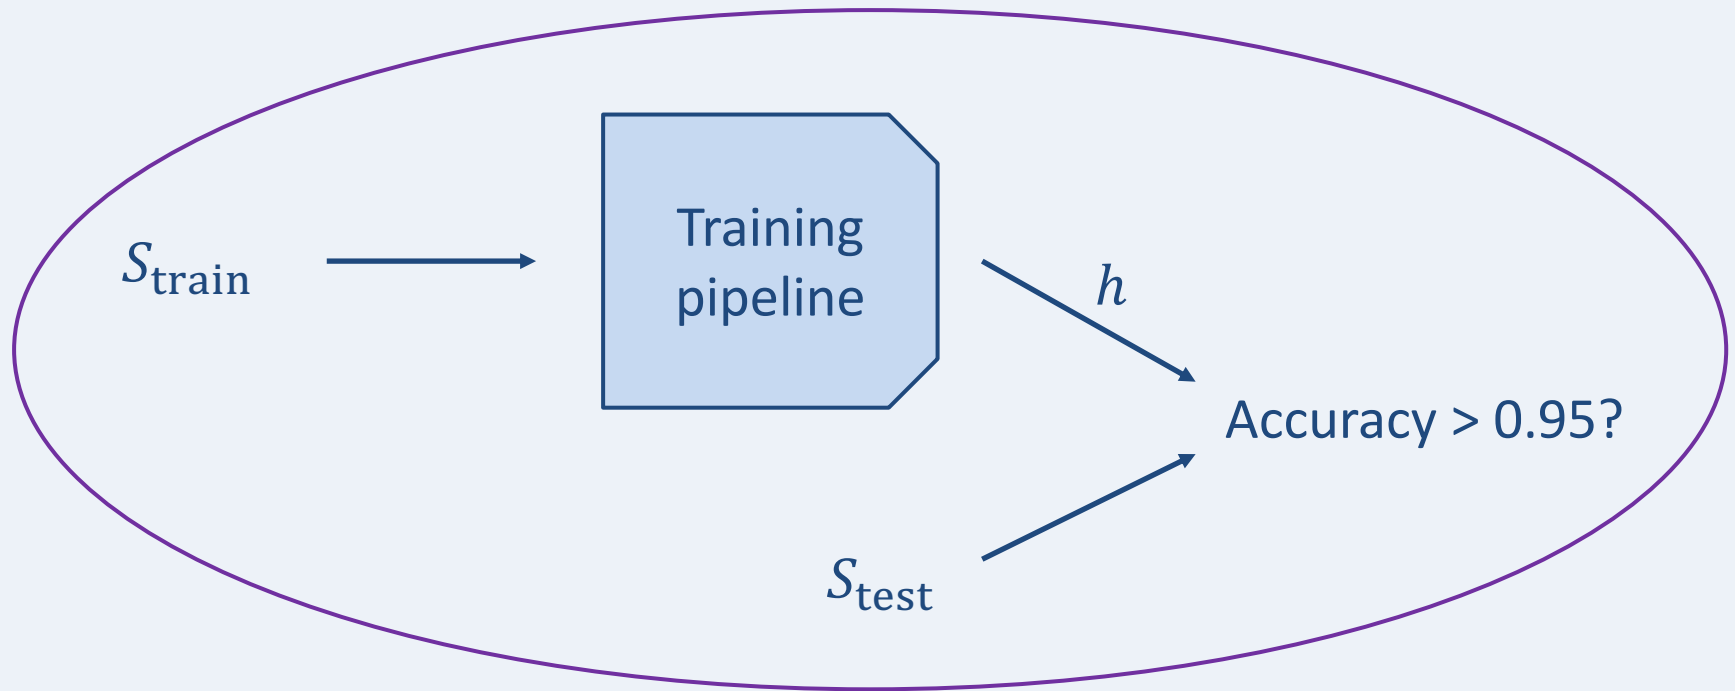 S_train
Training
pipeline
h
Accuracy > 0.95?
S_test